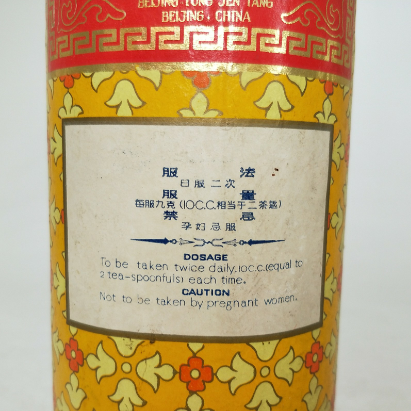 BEIJING TUNG JEN TANG
BEIJING, CHINA
服 法
日服二次
服 量
每服九克(10C.C.相当于二茶匙)
禁 忌
孕妇忌服
DOSAGE
To be taken twice daily.10c.c.(equal to
2 tea-spoonfuls) each time.
CAUTION
Not to be taken by pregnant women.